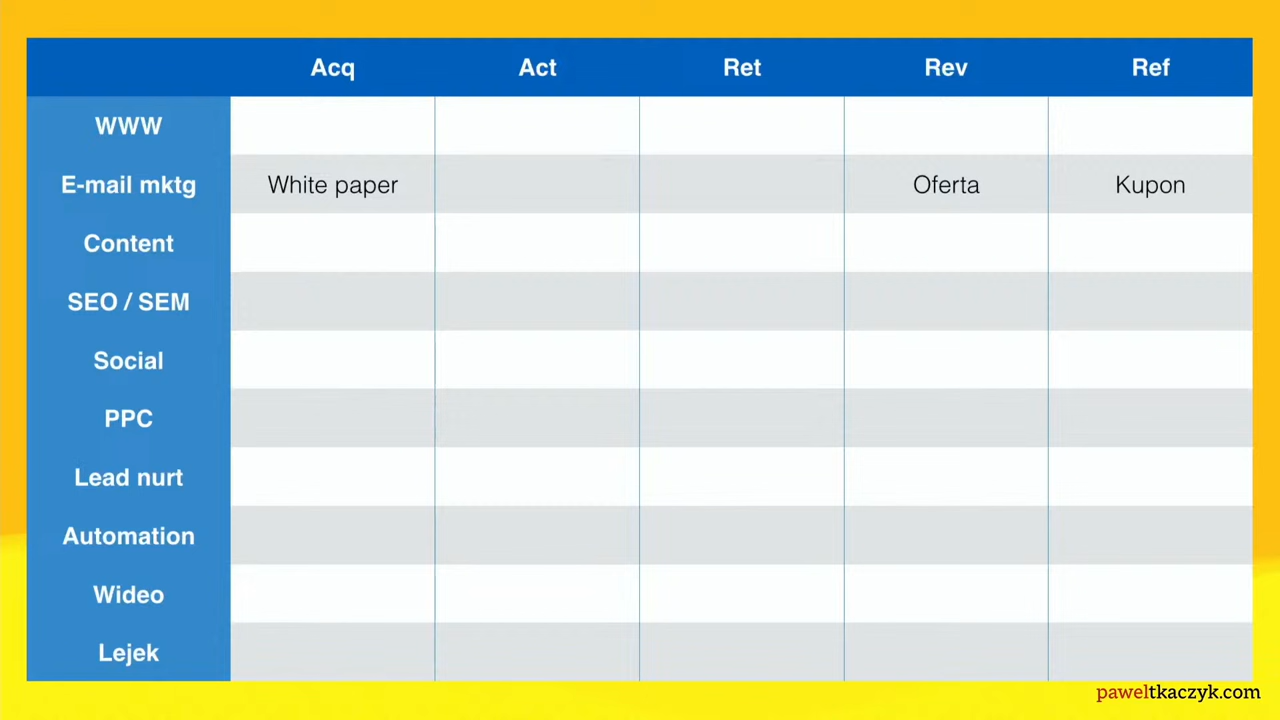 Acq Act Ret Rev Ref
WWW
E-mail mktg White paper Oferta Kupon
Content
SEO / SEM
Social
PPC
Lead nurt
Automation
Wideo
Lejek
paweltkaczyk.com